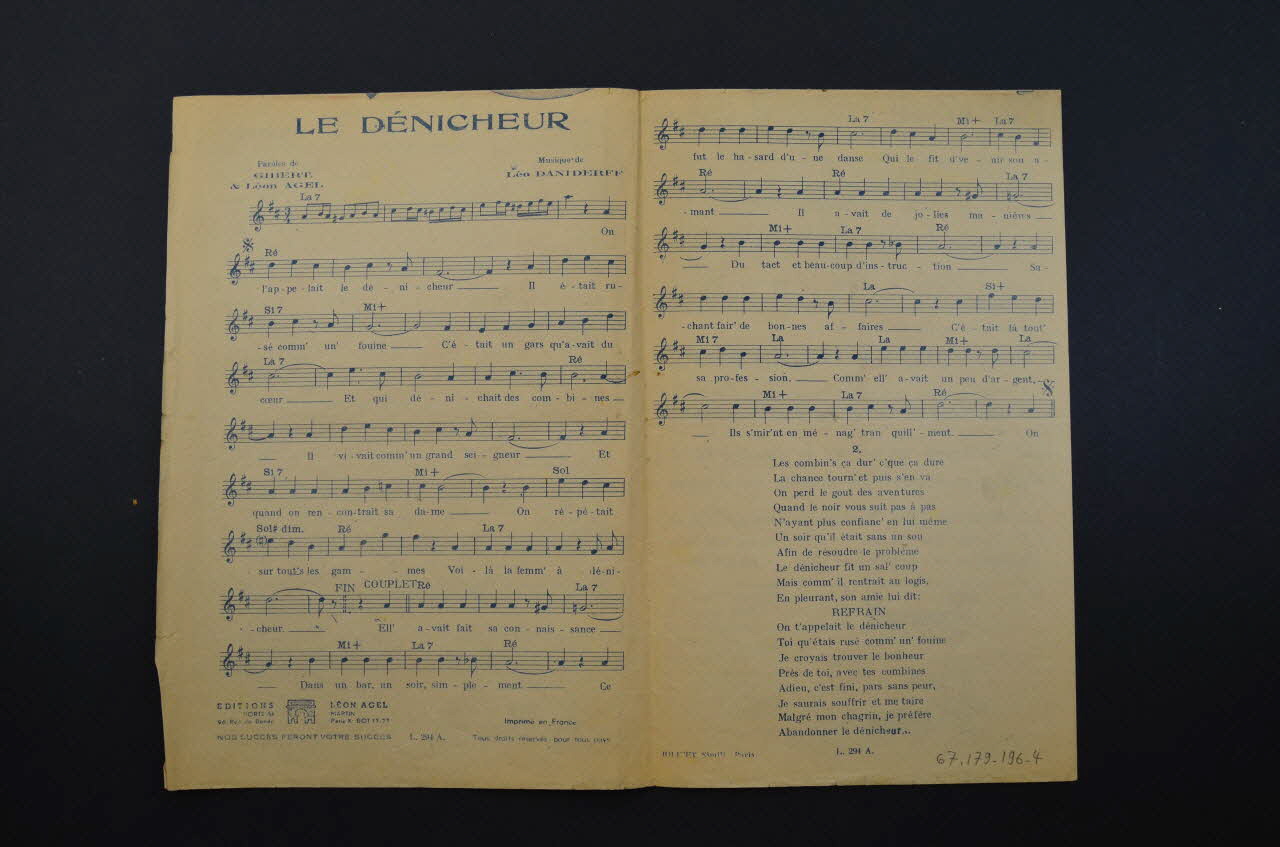 LE DÉNICHEUR
Paroles de
GIBERT
& Léon AGEL
Musique de
Léo DANIDERFF
La 7
On
Ré
-l'ap-pe-lait le dé-ni-cheur Il é-tait ru-
Si 7 Mi+
-sé comm' un' fouine C'é-tait un gars qu'a-vait du
La 7 Ré
cœur Et qui dé-ni-chait des com-bi-nes
Il vi-vait comm' un grand sei-gneur Et
Si 7 Mi+ Sol
quand on ren-con-trait sa da-me On ré-pé-tait
Sol# dim. Ré La 7
sur tout's les gam-mes Voi-là la femm' à dé-ni-
FIN COUPLET Ré La 7
-cheur. Ell' a-vait fait sa con-nais-sance
Mi+ La 7 Ré
Dans un bar, un soir, sim-ple-ment Ce
EDITIONS LÉON AGEL
MARTIN
NOS SUCCÈS FERONT VOTRE SUCCÈS L. 294 A.
Imprimé en France
Tous droits réservés pour tous pays
La 7 Mi+ La 7
fut le ha-sard d'u-ne danse Qui le fit d've-nir son a-
Ré Ré La 7
-mant Il a-vait de jo-lies ma-nières
Mi+ La 7 Ré
Du tact et beau-coup d'ins-truc-tion Sa-
La Si+
-chant fair' de bon-nes af-faires C'é-tait là tout'
Mi 7 La La Mi+ La
sa pro-fes-sion. Comm' ell' a-vait un peu d'ar-gent,
Mi+ La 7 Ré
Ils s'mir'nt en mé-nag' tran quill'-ment. On
2.
Les combin's ça dur' c'que ça dure
La chance tourn' et puis s'en va
On perd le gout des aventures
Quand le noir vous suit pas à pas
N'ayant plus confianc' en lui même
Un soir qu'il était sans un sou
Afin de résoudre le problème
Le dénicheur fit un sal' coup
Mais comm' il rentrait au logis,
En pleurant, son amie lui dit:
REFRAIN
On t'appelait le dénicheur
Toi qu'étais rusé comm' un' fouine
Je croyais trouver le bonheur
Près de toi, avec tes combines
Adieu, c'est fini, pars sans peur,
Je saurais souffrir et me taire
Malgré mon chagrin, je préfère
Abandonner le dénicheur..
L. 294 A.
67.179-196-4